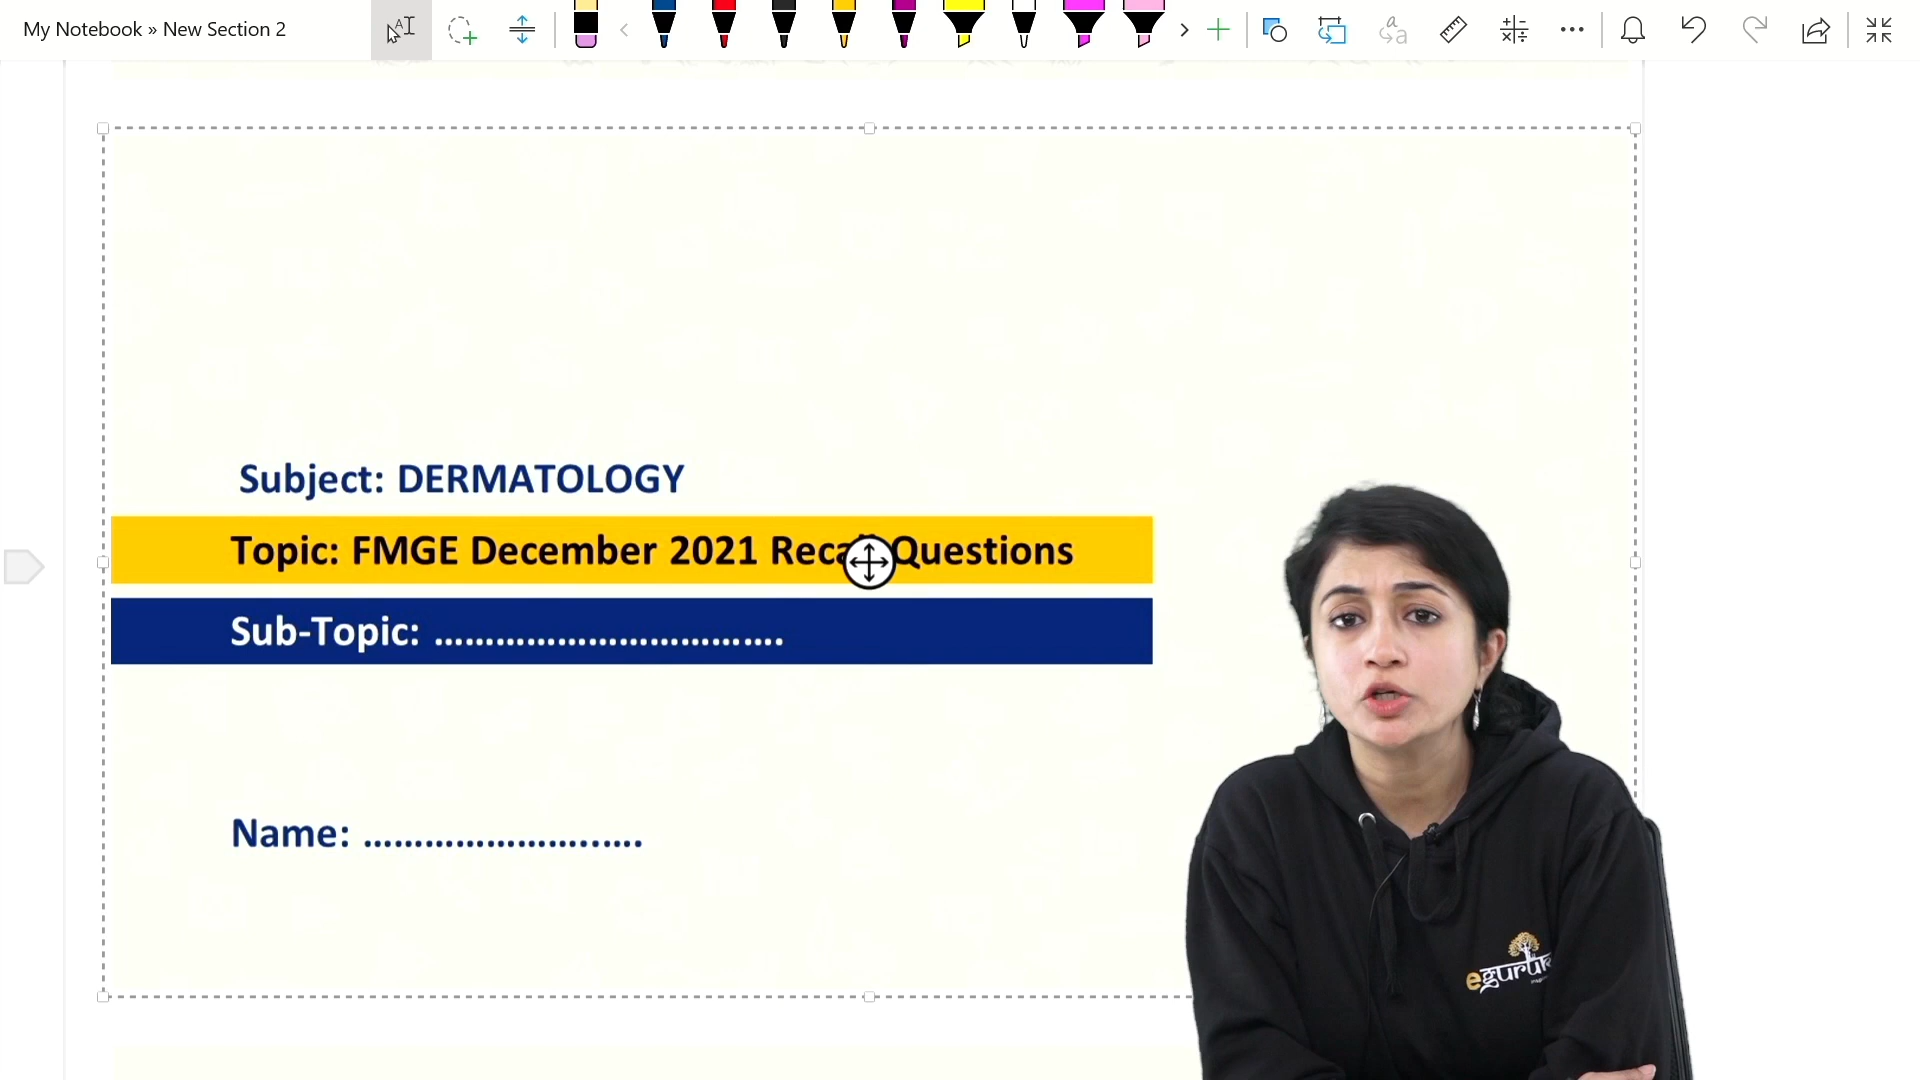 My Notebook » New Section 2
Subject: DERMATOLOGY
Topic: FMGE December 2021 Recall Questions
Sub-Topic: ……………………………….
Name: …………………..…..
egurukul